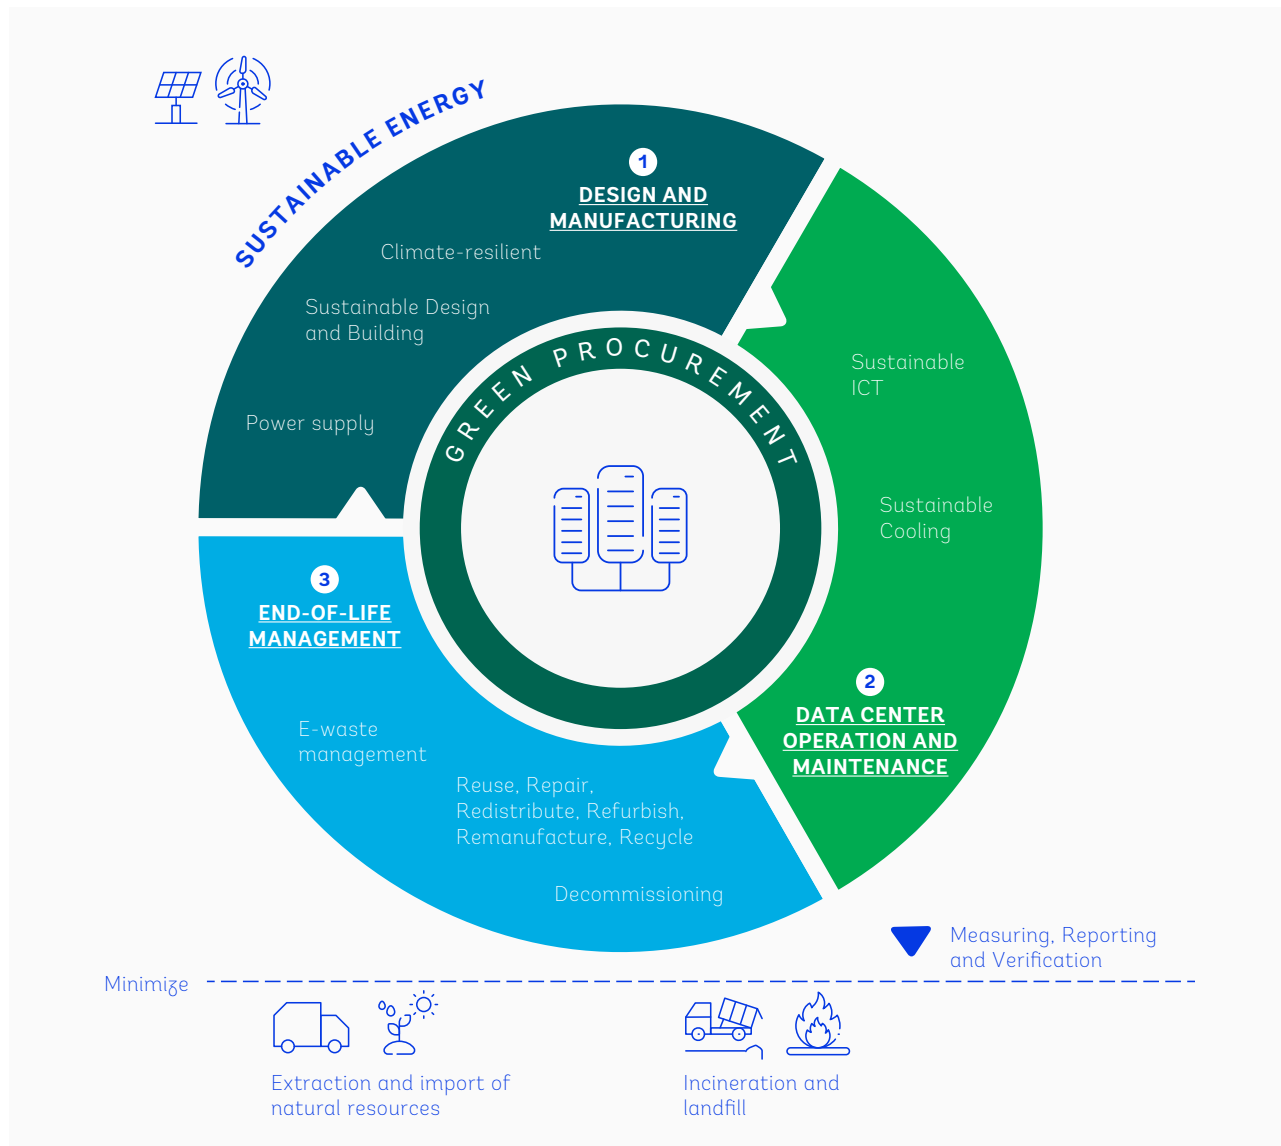 SUSTAINABLE ENERGY
1
DESIGN AND
MANUFACTURING
Climate-resilient
Sustainable Design
and Building
Power supply
GREEN PROCUREMENT
Sustainable
ICT
Sustainable
Cooling
2
DATA CENTER
OPERATION AND
MAINTENANCE
3
END-OF-LIFE
MANAGEMENT
E-waste
management
Reuse, Repair,
Redistribute, Refurbish,
Remanufacture, Recycle
Decommissioning
Measuring, Reporting
and Verification
Minimize
Extraction and import of
natural resources
Incineration and
landfill